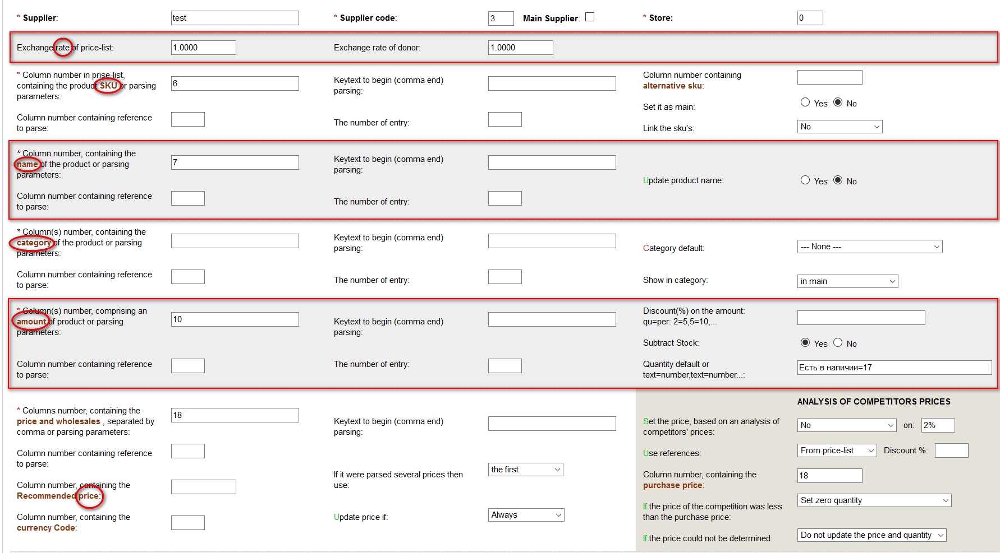 * Supplier: test * Supplier code: 3 Main Supplier: * Store: 0
Exchange rate of price-list: 1.0000 Exchange rate of donor: 1.0000
* Column number in prise-list,
containing the product SKU or parsing
parameters:
6
Keytext to begin (comma end)
parsing:
Column number containing
alternative sku:
Set it as main: Yes No
Column number containing reference
to parse:
The number of entry:
Link the sku's: No
* Column number, containing the
name of the product or parsing
parameters:
7
Keytext to begin (comma end)
parsing:
Update product name: Yes No
Column number containing reference
to parse:
The number of entry:
* Column(s) number, containing the
category of the product or parsing
parameters:
Keytext to begin (comma end)
parsing:
Category default: --- None ---
Column number containing reference
to parse:
The number of entry:
Show in category: in main
* Column(s) number, comprising an
amount of product or parsing
parameters:
10
Keytext to begin (comma end)
parsing:
Discount(%) on the amount:
qu=per: 2=5,5=10,...
Subtract Stock: Yes No
Column number containing reference
to parse:
The number of entry:
Quantity default or
text=number,text=number...:
Есть в наличии=17
* Columns number, containing the
price and wholesales , separated by
comma or parsing parameters:
18
Keytext to begin (comma end)
parsing:
Column number containing reference
to parse:
If it were parsed several prices then
use:
the first
Column number, containing the
Recommended price:
Column number, containing the
currency Code:
Update price if: Always
ANALYSIS OF COMPETITORS PRICES
Set the price, based on an analysis of
competitors' prices:
No on: 2%
Use references: From price-list Discount %:
Column number, containing the
purchase price:
18
If the price of the competition was less
than the purchase price:
Set zero quantity
If the price could not be determined: Do not update the price and quantity